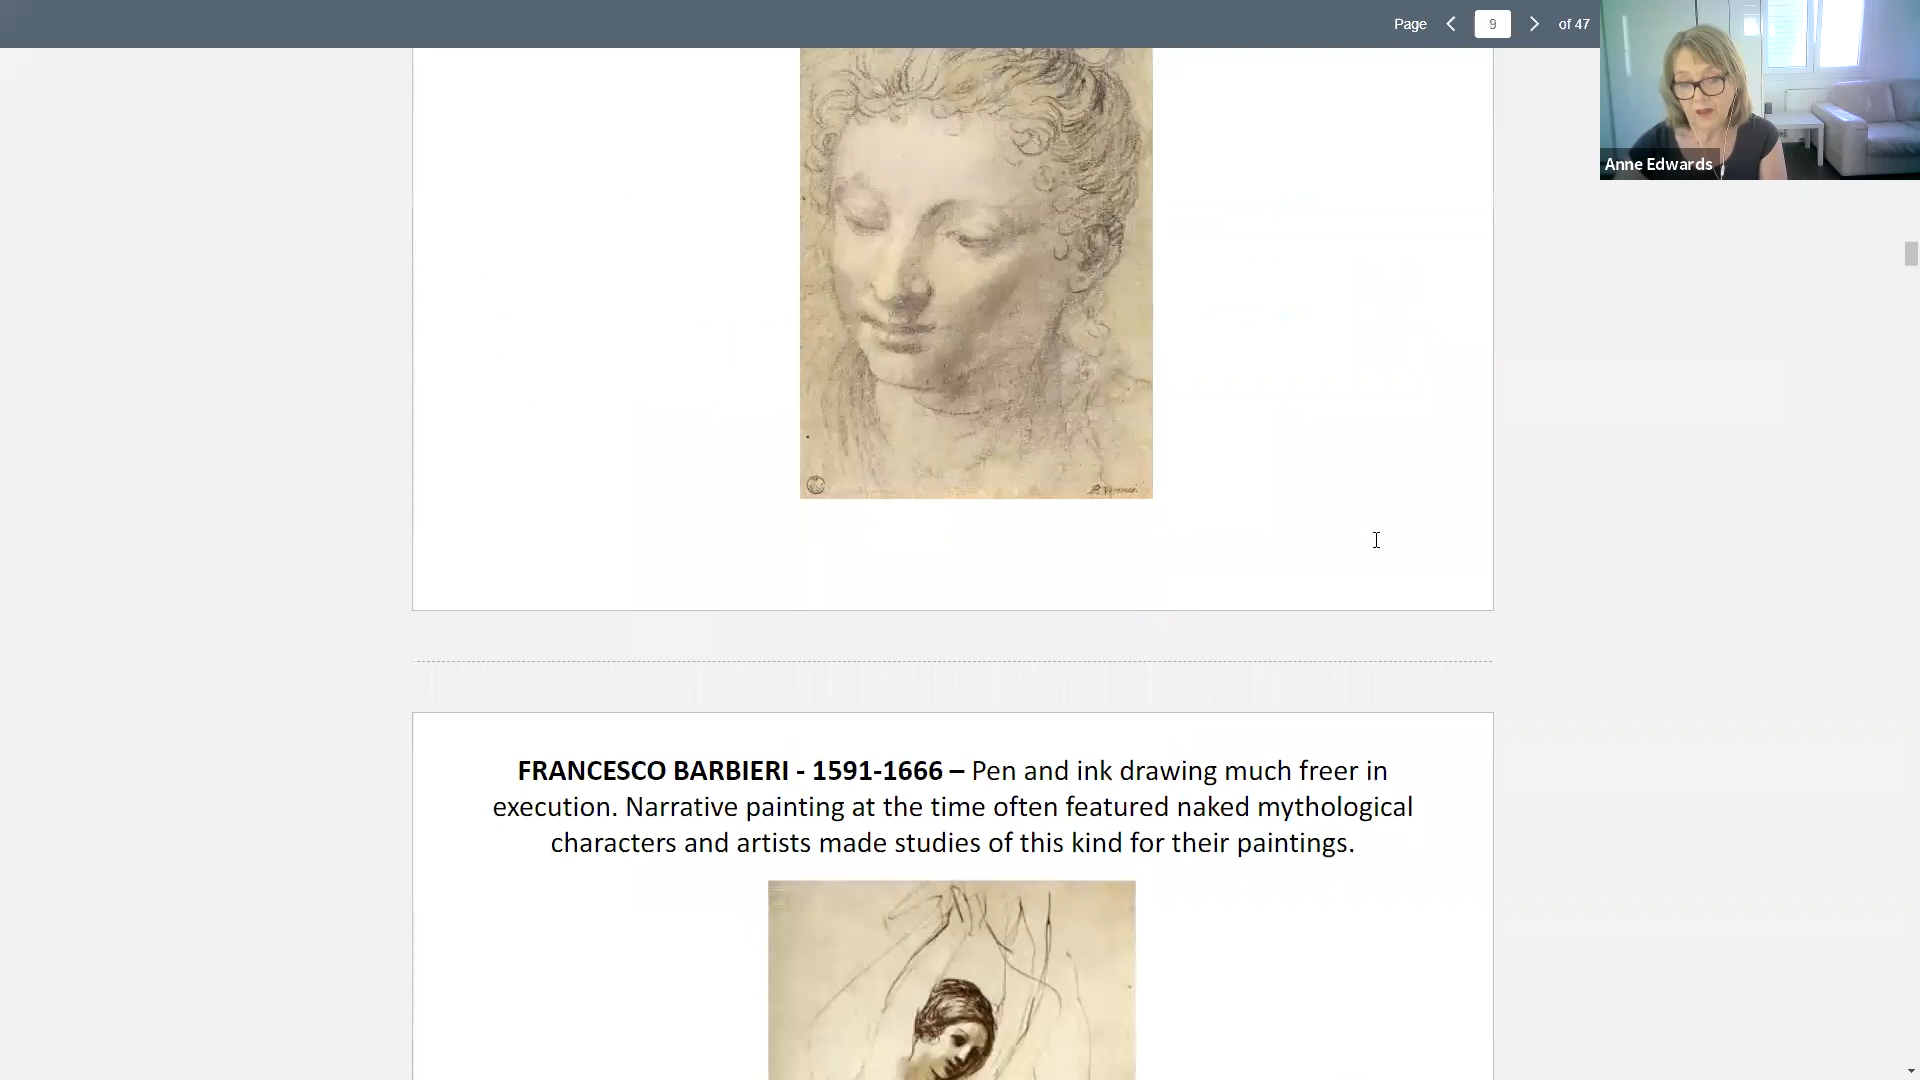 Page 9 of 47
Anne Edwards
FRANCESCO BARBIERI - 1591-1666 – Pen and ink drawing much freer in
execution. Narrative painting at the time often featured naked mythological
characters and artists made studies of this kind for their paintings.